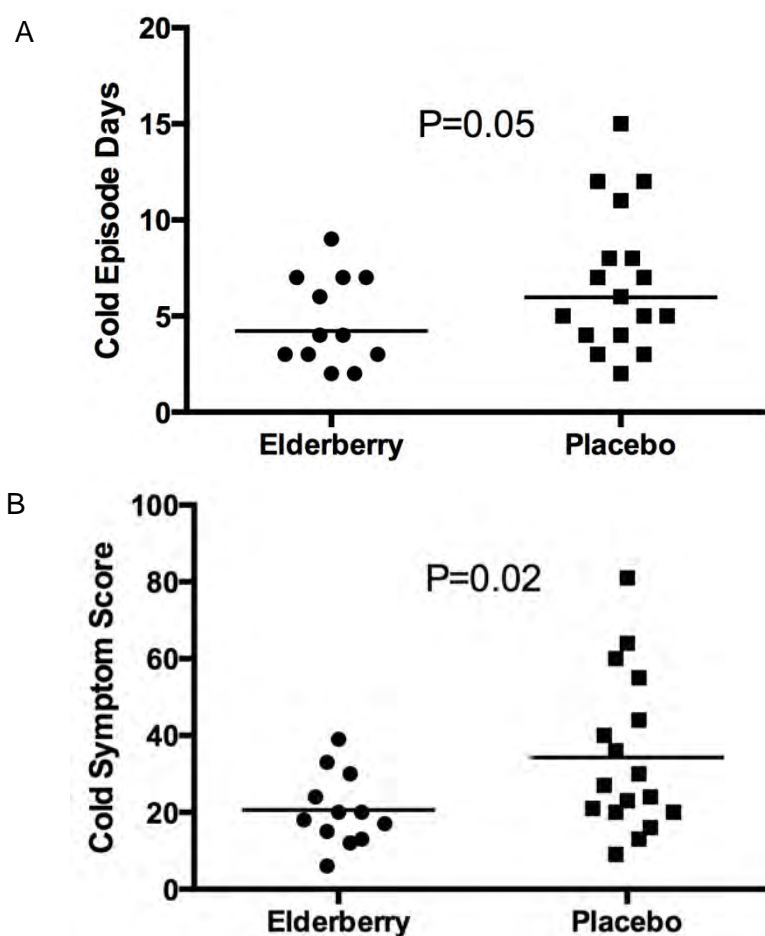 A
Cold Episode Days
20
15
10
5
0
P=0.05
Elderberry Placebo
B
Cold Symptom Score
100
80
60
40
20
0
P=0.02
Elderberry Placebo